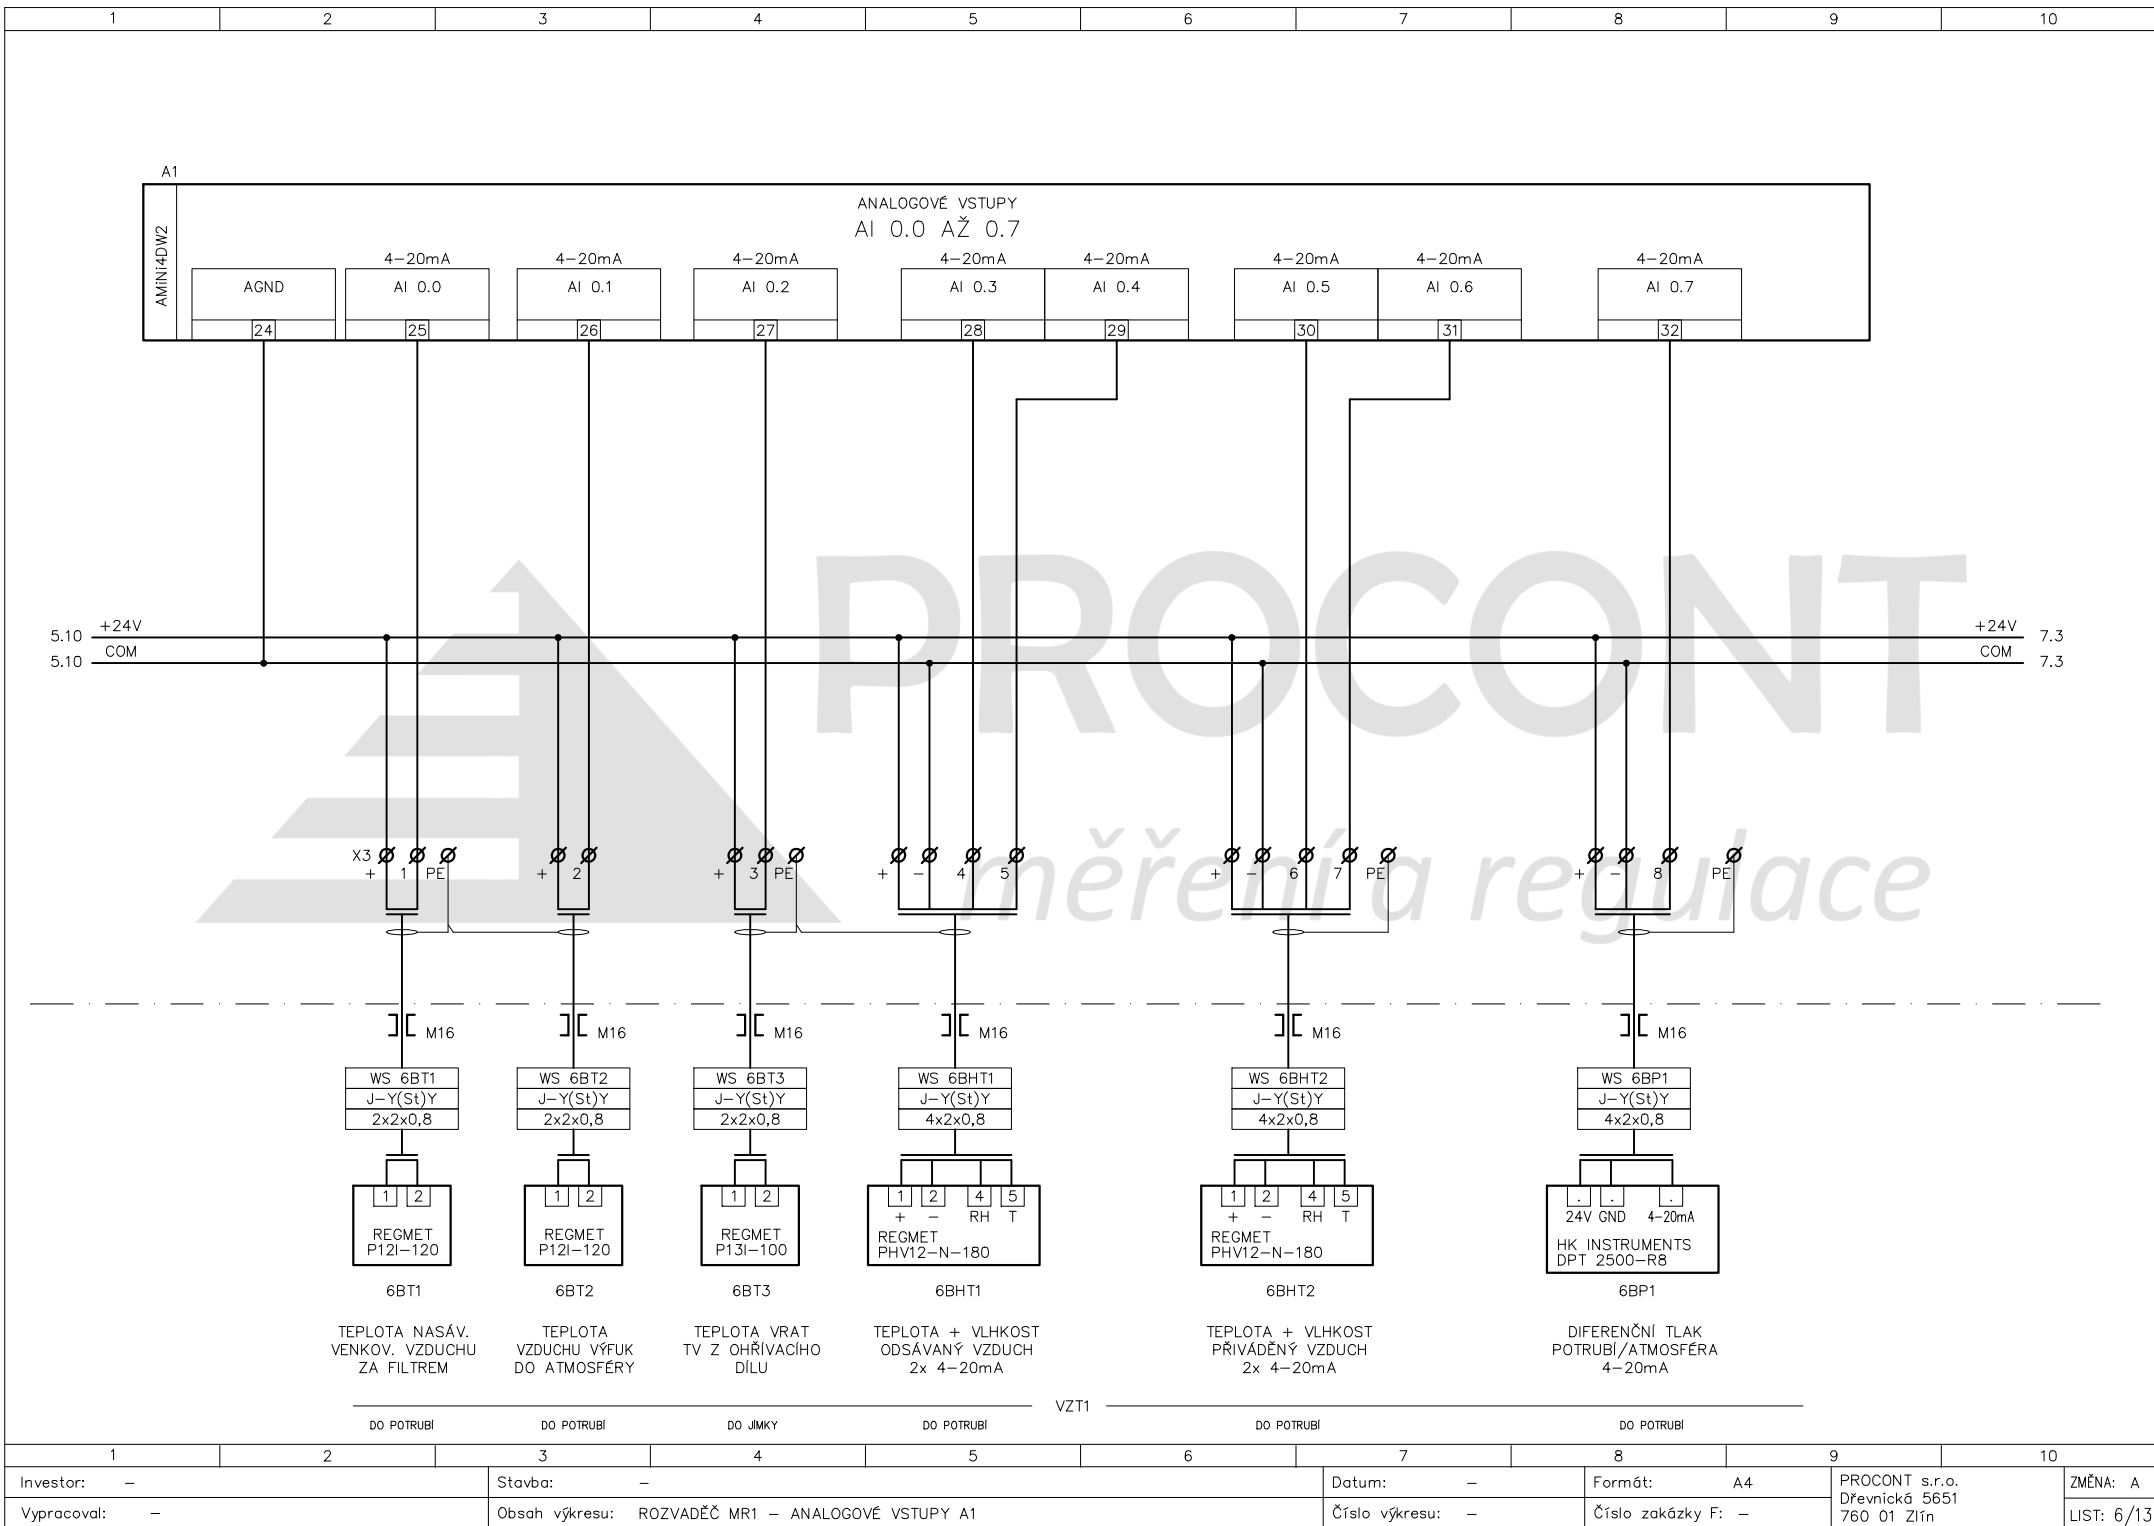 1 2 3 4 5 6 7 8 9 10
A1
AMiNi4DW2
ANALOGOVÉ VSTUPY
AI 0.0 AŽ 0.7
4-20mA 4-20mA 4-20mA 4-20mA 4-20mA 4-20mA 4-20mA 4-20mA
AGND AI 0.0 AI 0.1 AI 0.2 AI 0.3 AI 0.4 AI 0.5 AI 0.6 AI 0.7
24 25 26 27 28 29 30 31 32
PROCONT
měření a regulace
5.10 +24V +24V 7.3
5.10 COM COM 7.3
X3
+ 1 PE + 2 + 3 PE + - 4 5 + - 6 7 PE + - 8 PE
M16 M16 M16 M16 M16 M16
WS 6BT1 WS 6BT2 WS 6BT3 WS 6BHT1 WS 6BHT2 WS 6BP1
J-Y(St)Y J-Y(St)Y J-Y(St)Y J-Y(St)Y J-Y(St)Y J-Y(St)Y
2x2x0,8 2x2x0,8 2x2x0,8 4x2x0,8 4x2x0,8 4x2x0,8
1 2 1 2 1 2 1 2 4 5 1 2 4 5 . . .
+ - RH T + - RH T 24V GND 4-20mA
REGMET
P12I-120
REGMET
P12I-120
REGMET
P13I-100
REGMET
PHV12-N-180
REGMET
PHV12-N-180
HK INSTRUMENTS
DPT 2500-R8
6BT1 6BT2 6BT3 6BHT1 6BHT2 6BP1
TEPLOTA NASÁV.
VENKOV. VZDUCHU
ZA FILTREM
TEPLOTA
VZDUCHU VÝFUK
DO ATMOSFÉRY
TEPLOTA VRAT
TV Z OHŘÍVACÍHO
DÍLU
TEPLOTA + VLHKOST
ODSÁVANÝ VZDUCH
2x 4-20mA
TEPLOTA + VLHKOST
PŘIVÁDĚNÝ VZDUCH
2x 4-20mA
DIFERENČNÍ TLAK
POTRUBÍ/ATMOSFÉRA
4-20mA
VZT1
DO POTRUBÍ DO POTRUBÍ DO JÍMKY DO POTRUBÍ DO POTRUBÍ DO POTRUBÍ
1 2 3 4 5 6 7 8 9 10
Investor: - Stavba: - Datum: - Formát: A4
Vypracoval: - Obsah výkresu: ROZVADĚČ MR1 - ANALOGOVÉ VSTUPY A1 Číslo výkresu: - Číslo zakázky F: -
PROCONT s.r.o.
Dřevnická 5651
760 01 Zlín
ZMĚNA: A
LIST: 6/13